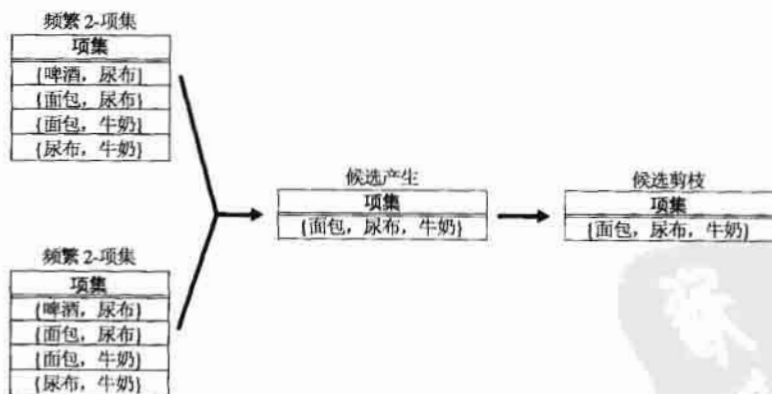 频繁 2-项集
项集
{啤酒，尿布}
{面包，尿布}
{面包，牛奶}
{尿布，牛奶}
候选产生
项集
{面包，尿布，牛奶}
候选剪枝
项集
{面包，尿布，牛奶}
频繁 2-项集
项集
{啤酒，尿布}
{面包，尿布}
{面包，牛奶}
{尿布，牛奶}